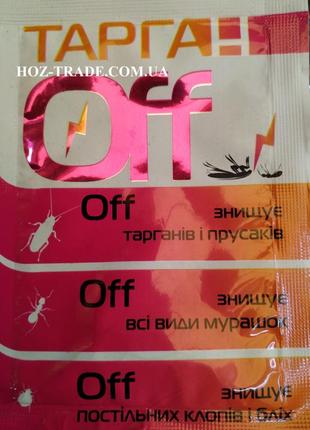 ТАРГА!!
HOZ-TRADE.COM.UA
Off
Off знищує
тарганів і прусаків
Off знищує
всі види мурашок
Off знищує
постільних клопів і бліх